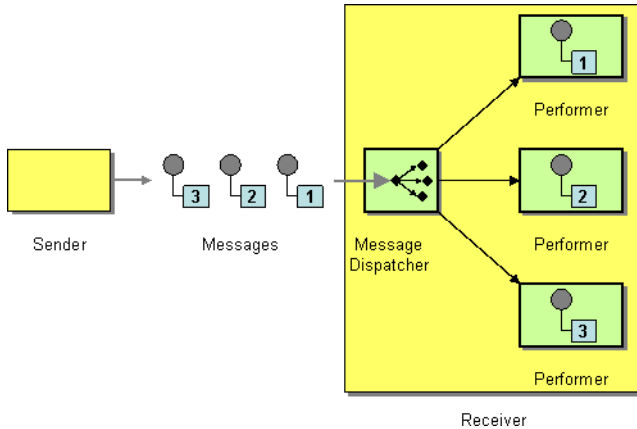 1
Performer
3 2 1
2
Sender
Messages
Message
Dispatcher
Performer
3
Performer
Receiver